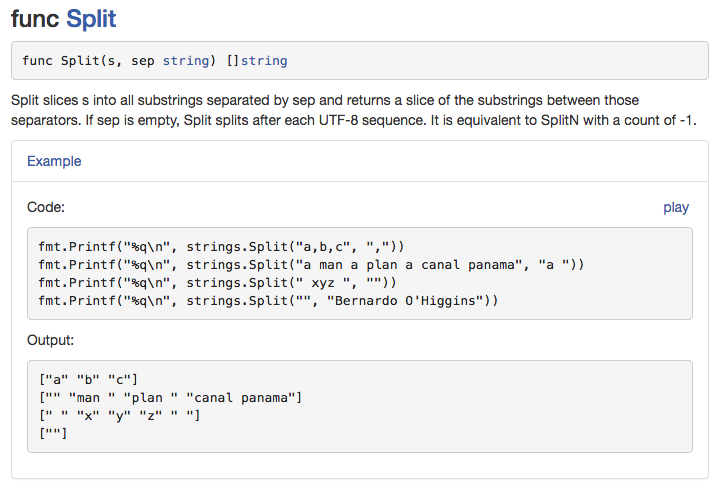 func Split
func Split(s, sep string) []string
Split slices s into all substrings separated by sep and returns a slice of the substrings between those
separators. If sep is empty, Split splits after each UTF-8 sequence. It is equivalent to SplitN with a count of -1.
Example
Code:
play
fmt.Printf("%q\n", strings.Split("a,b,c", ","))
fmt.Printf("%q\n", strings.Split("a man a plan a canal panama", "a "))
fmt.Printf("%q\n", strings.Split(" xyz ", ""))
fmt.Printf("%q\n", strings.Split("", "Bernardo O'Higgins"))
Output:
["a" "b" "c"]
["" "man " "plan " "canal panama"]
[" " "x" "y" "z" " "]
[""]